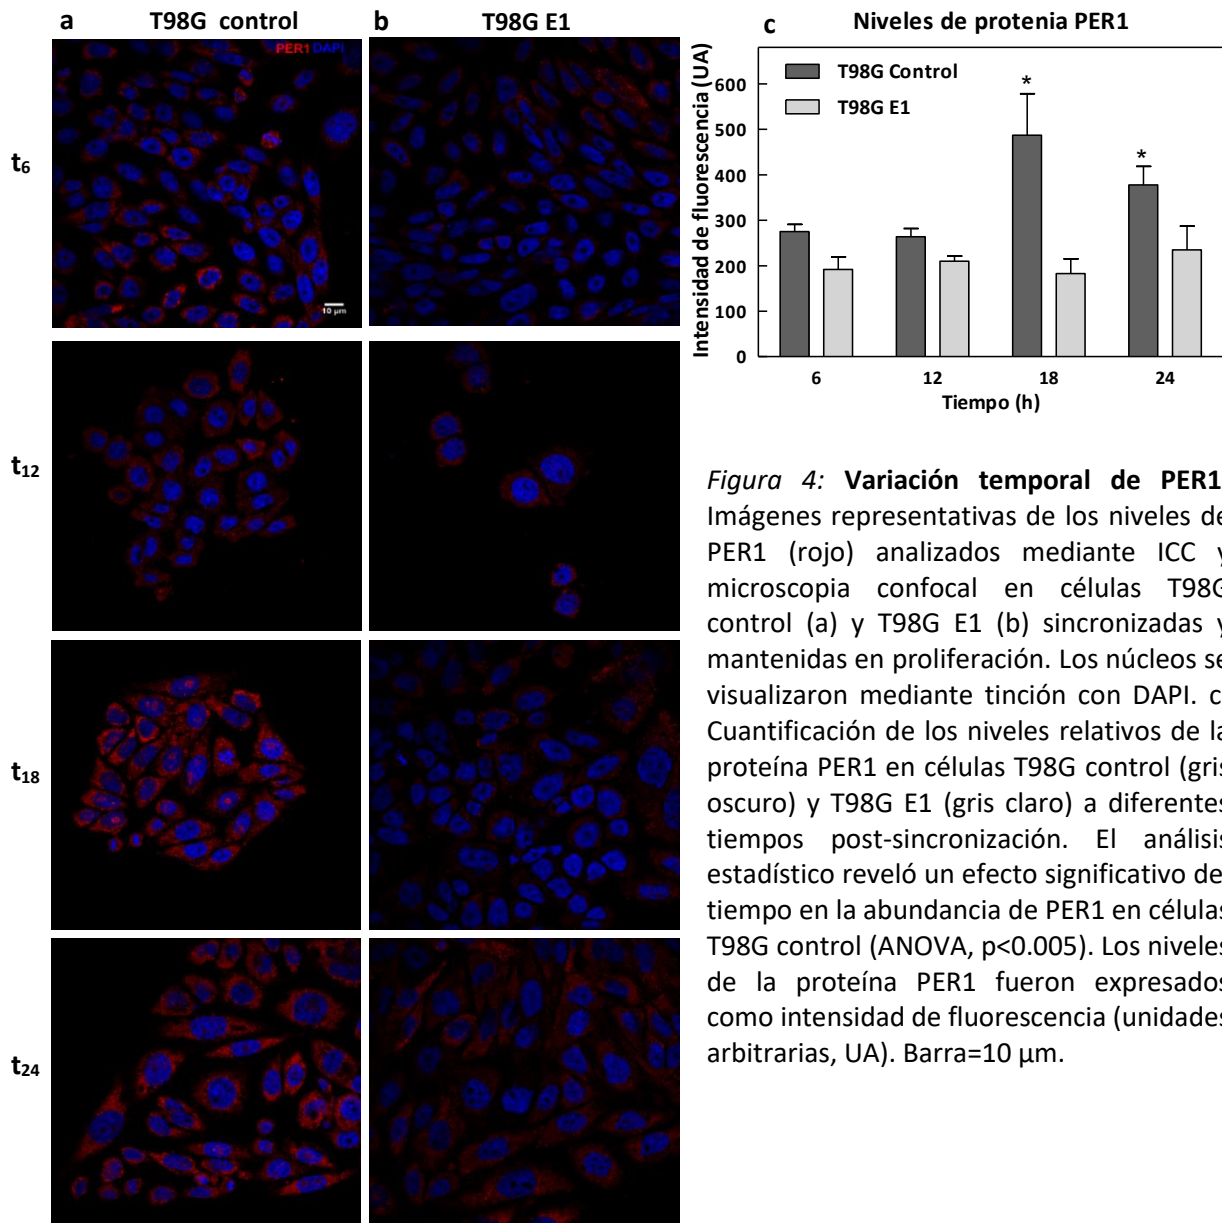 a T98G control
b T98G E1
PER1 DAPI
10 µm
t6
t12
t18
t24
c Niveles de protenia PER1
Intensidad de fluorescencia (UA)
600
500
400
300
200
100
0
T98G Control
T98G E1
*
*
6 12 18 24
Tiempo (h)
Figura 4: Variación temporal de PER1
Imágenes representativas de los niveles de
PER1 (rojo) analizados mediante ICC y
microscopia confocal en células T98G
control (a) y T98G E1 (b) sincronizadas y
mantenidas en proliferación. Los núcleos se
visualizaron mediante tinción con DAPI. c
Cuantificación de los niveles relativos de la
proteína PER1 en células T98G control (gris
oscuro) y T98G E1 (gris claro) a diferentes
tiempos post-sincronización. El análisis
estadístico reveló un efecto significativo de
tiempo en la abundancia de PER1 en células
T98G control (ANOVA, p<0.005). Los niveles
de la proteína PER1 fueron expresados
como intensidad de fluorescencia (unidades
arbitrarias, UA). Barra=10 µm.